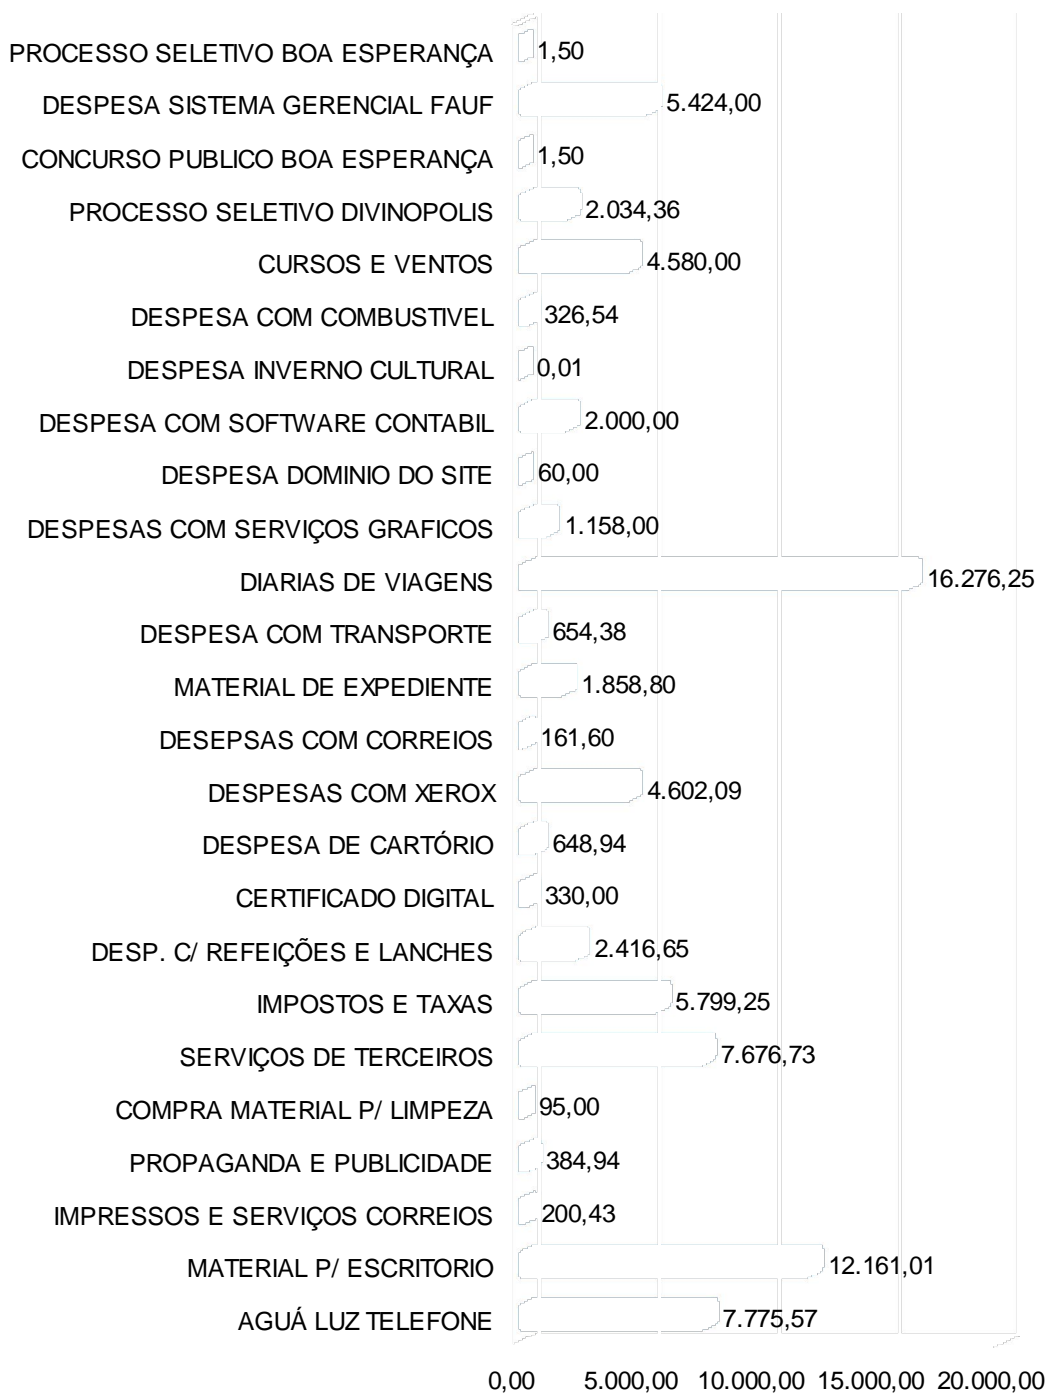 PROCESSO SELETIVO BOA ESPERANÇA 1,50
DESPESA SISTEMA GERENCIAL FAUF 5.424,00
CONCURSO PUBLICO BOA ESPERANÇA 1,50
PROCESSO SELETIVO DIVINOPOLIS 2.034,36
CURSOS E VENTOS 4.580,00
DESPESA COM COMBUSTIVEL 326,54
DESPESA INVERNO CULTURAL 0,01
DESPESA COM SOFTWARE CONTABIL 2.000,00
DESPESA DOMINIO DO SITE 60,00
DESPESAS COM SERVIÇOS GRAFICOS 1.158,00
DIARIAS DE VIAGENS 16.276,25
DESPESA COM TRANSPORTE 654,38
MATERIAL DE EXPEDIENTE 1.858,80
DESEPSAS COM CORREIOS 161,60
DESPESAS COM XEROX 4.602,09
DESPESA DE CARTÓRIO 648,94
CERTIFICADO DIGITAL 330,00
DESP. C/ REFEIÇÕES E LANCHES 2.416,65
IMPOSTOS E TAXAS 5.799,25
SERVIÇOS DE TERCEIROS 7.676,73
COMPRA MATERIAL P/ LIMPEZA 95,00
PROPAGANDA E PUBLICIDADE 384,94
IMPRESSOS E SERVIÇOS CORREIOS 200,43
MATERIAL P/ ESCRITORIO 12.161,01
AGUÁ LUZ TELEFONE 7.775,57
0,00 5.000,00 10.000,00 15.000,00 20.000,00